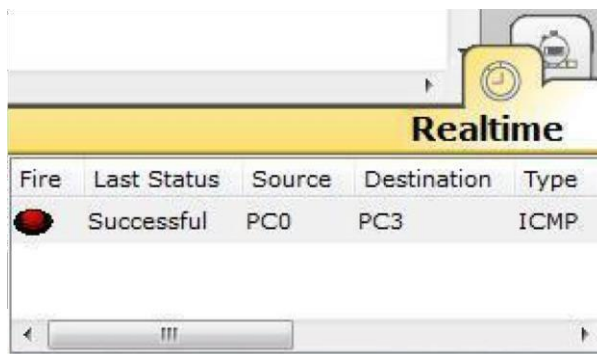 Realtime
Fire Last Status Source Destination Type
Successful PC0 PC3 ICMP